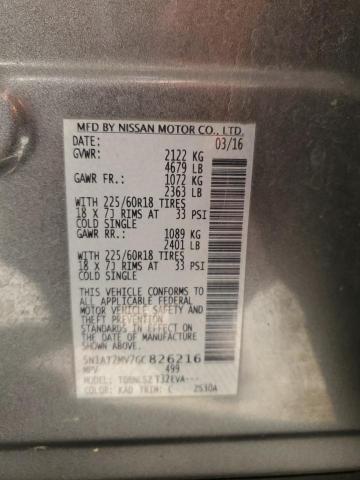 MFD BY NISSAN MOTOR CO., LTD.
DATE: 03/16
GVWR: 2122 KG
4679 LB
GAWR FR.: 1072 KG
2363 LB
WITH 225/60R18 TIRES
18 X 7J RIMS AT 33 PSI
COLD SINGLE
GAWR RR.: 1089 KG
2401 LB
WITH 225/60R18 TIRES
18 X 7J RIMS AT 33 PSI
COLD SINGLE
THIS VEHICLE CONFORMS TO
ALL APPLICABLE FEDERAL
MOTOR VEHICLE SAFETY
AND THEFT PREVENTION
STANDARDS IN EFFECT ON
THE DATE OF MANUFACTURE
SHOWN ABOVE.
5N1AT2MV7GC826216
MPV 499
MODEL:
COLOR: KAD TRIM: C 2530A